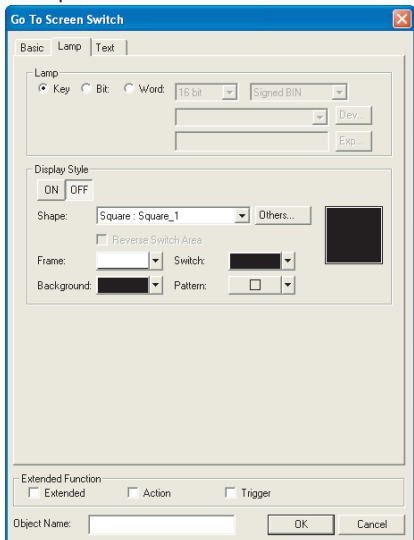 Go To Screen Switch
Basic Lamp Text
Lamp
Key Bit: Word: 16 bit Signed BIN
Dev...
Exp...
Display Style
ON OFF
Shape: Square : Square_1 Others...
Reverse Switch Area
Frame: Switch:
Background: Pattern:
Extended Function
Extended Action Trigger
Object Name: OK Cancel